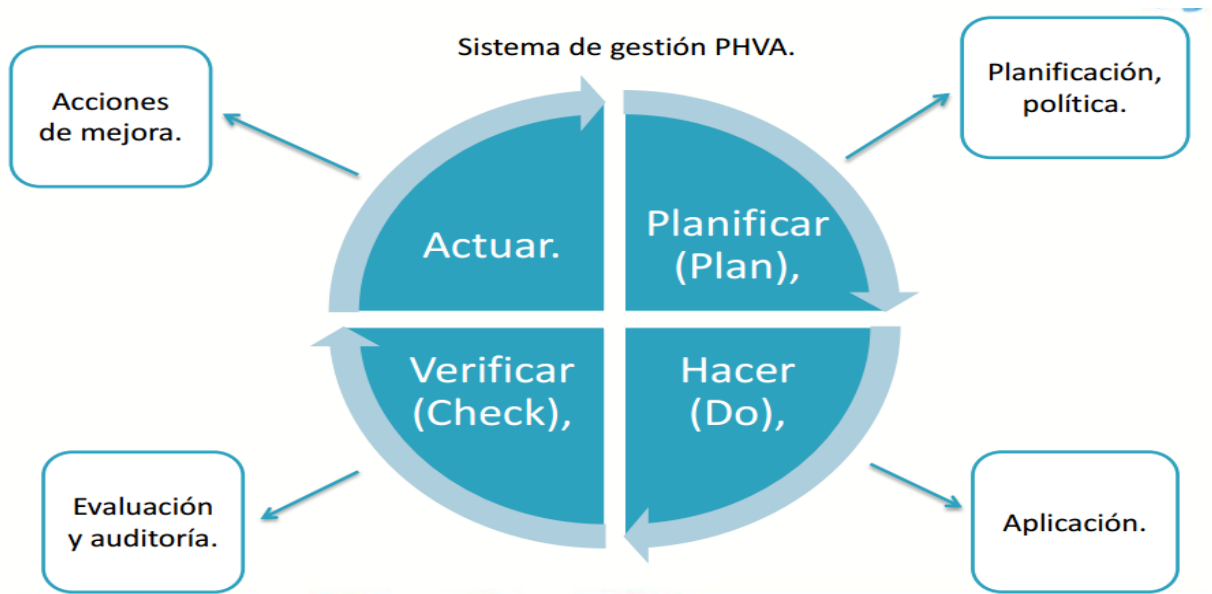 Sistema de gestión PHVA.
Acciones
de mejora.
Planificación,
política.
Actuar.
Planificar
(Plan),
Verificar
(Check),
Hacer
(Do),
Evaluación
y auditoría.
Aplicación.